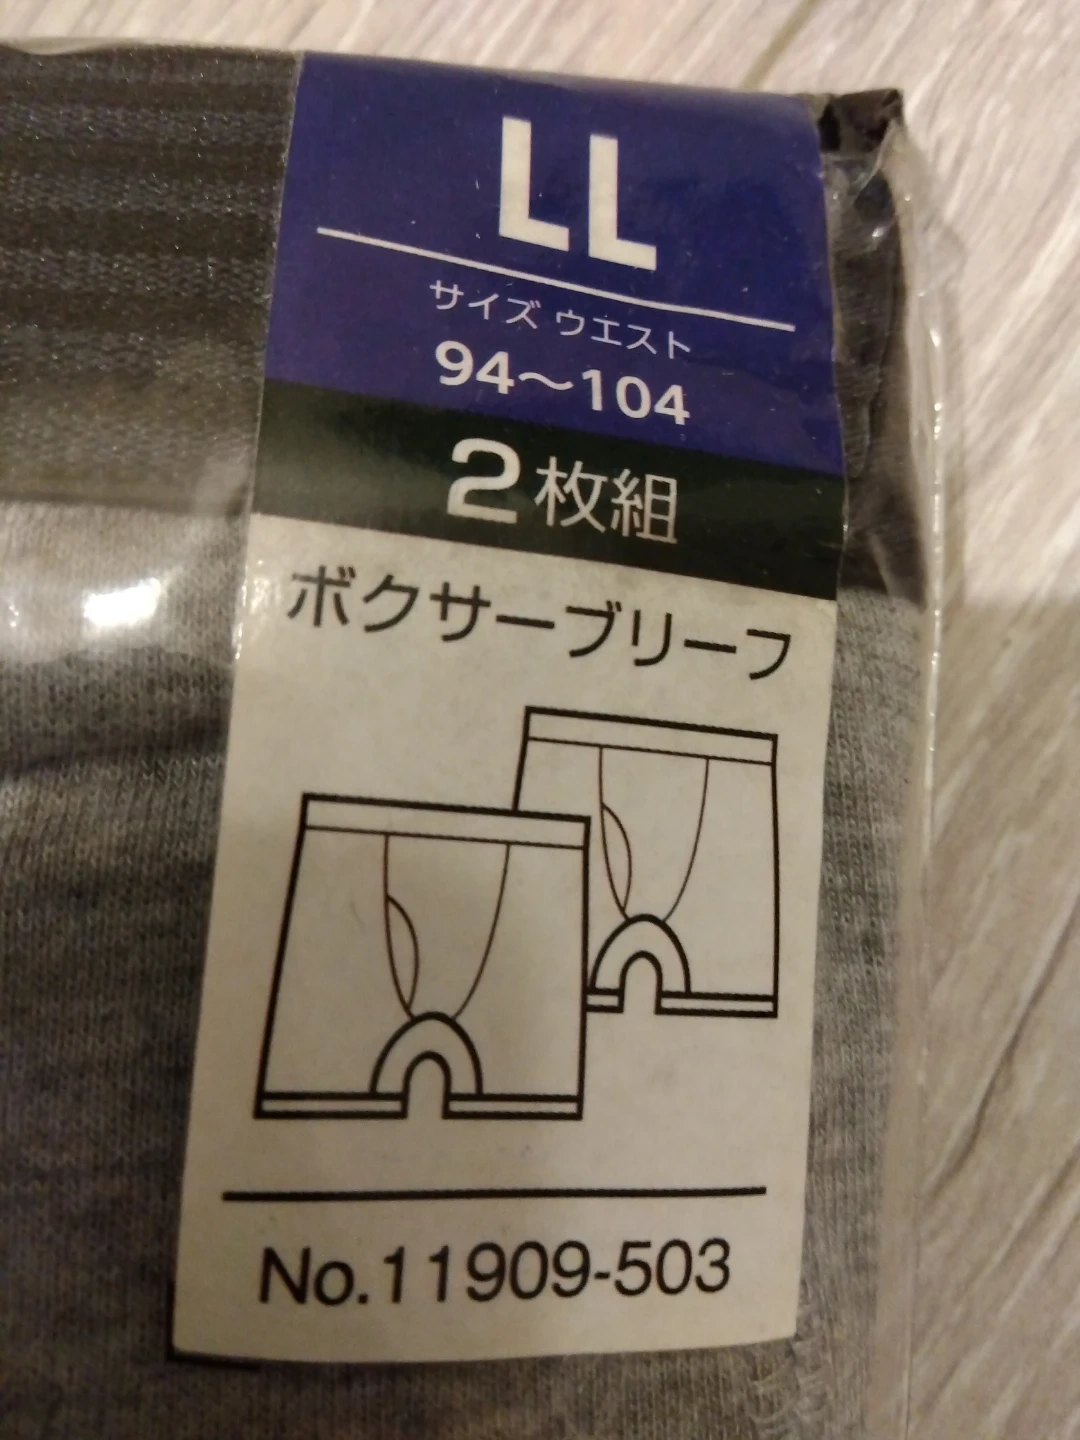 LL
サイズ ウエスト
94〜104
2枚組
ボクサーブリーフ
No.11909-503